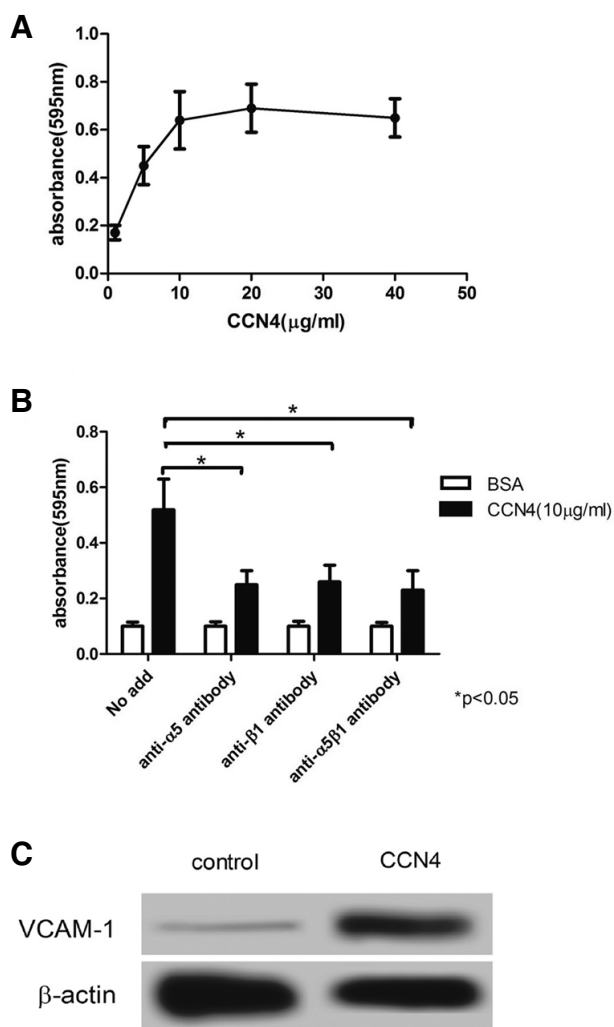 A
absorbance(595nm)
1.0
0.8
0.6
0.4
0.2
0.0
0 10 20 30 40 50
CCN4(μg/ml)
B
absorbance(595nm)
0.8
0.6
0.4
0.2
0.0
*
*
*
BSA
CCN4(10μg/ml)
No add
anti-α5 antibody
anti-β1 antibody
anti-α5β1 antibody
*p<0.05
C
control CCN4
VCAM-1
β-actin